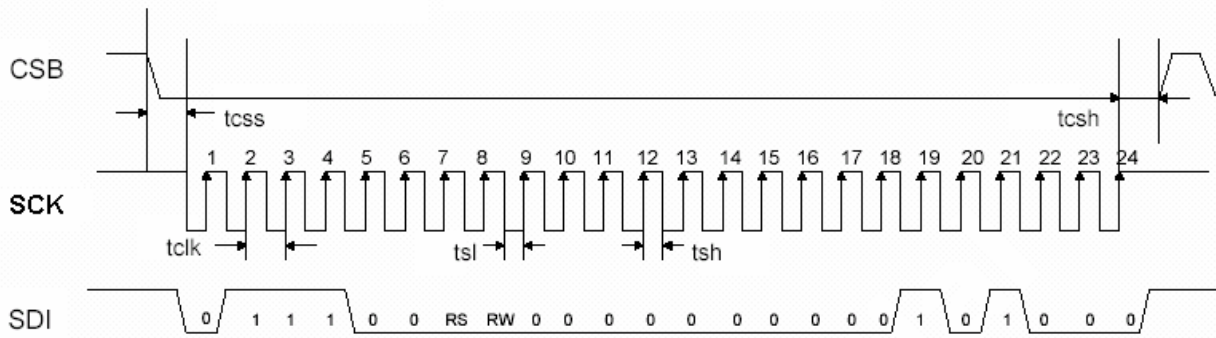 CSB
tcss
tcsh
1 2 3 4 5 6 7 8 9 10 11 12 13 14 15 16 17 18 19 20 21 22 23 24
SCK
tclk
tsl
tsh
SDI
0 1 1 1 0 0 RS RW 0 0 0 0 0 0 0 0 0 0 1 0 1 0 0 0